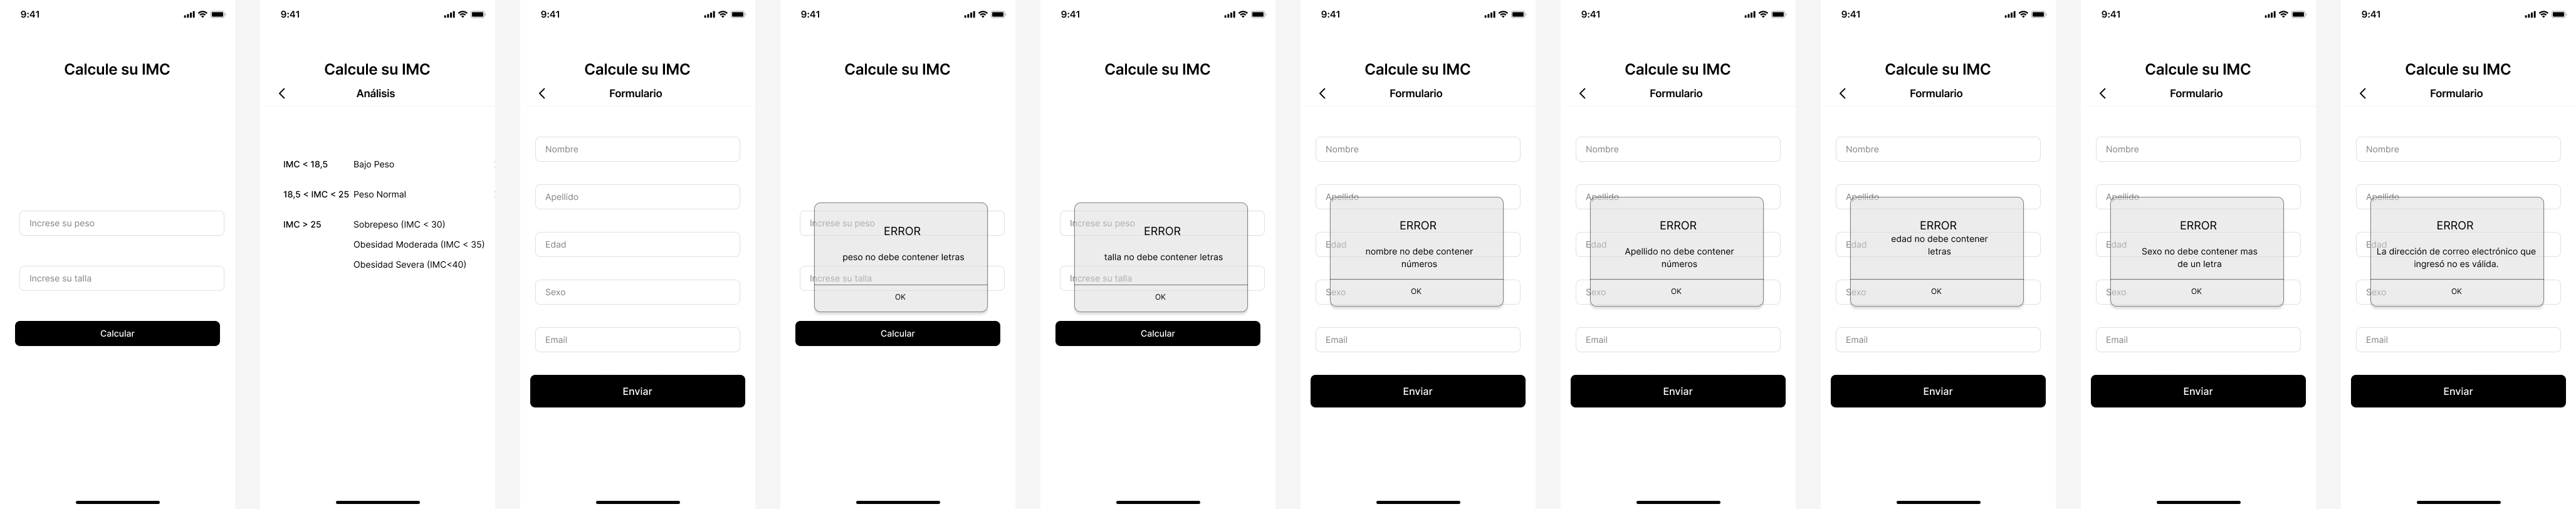 9:41
Calcule su IMC
Increse su peso
Increse su talla
Calcular
9:41
Calcule su IMC
Análisis
IMC < 18,5 Bajo Peso
18,5 < IMC < 25 Peso Normal
IMC > 25 Sobrepeso (IMC < 30)
Obesidad Moderada (IMC < 35)
Obesidad Severa (IMC<40)
9:41
Calcule su IMC
Formulario
Nombre
Apellido
Edad
Sexo
Email
Enviar
9:41
Calcule su IMC
Increse su peso
ERROR
peso no debe contener letras
Increse su talla
OK
Calcular
9:41
Calcule su IMC
Increse su peso
ERROR
talla no debe contener letras
Increse su talla
OK
Calcular
9:41
Calcule su IMC
Formulario
Nombre
Apellido
ERROR
Edad
nombre no debe contener
números
Sexo
OK
Email
Enviar
9:41
Calcule su IMC
Formulario
Nombre
Apellido
ERROR
Edad
Apellido no debe contener
números
Sexo
OK
Email
Enviar
9:41
Calcule su IMC
Formulario
Nombre
Apellido
ERROR
edad no debe contener
Edad
letras
Sexo
OK
Email
Enviar
9:41
Calcule su IMC
Formulario
Nombre
Apellido
ERROR
Edad
Sexo no debe contener mas
de un letra
Sexo
OK
Email
Enviar
9:41
Calcule su IMC
Formulario
Nombre
Apellido
ERROR
Edad
La dirección de correo electrónico que
ingresó no es válida.
Sexo
OK
Email
Enviar